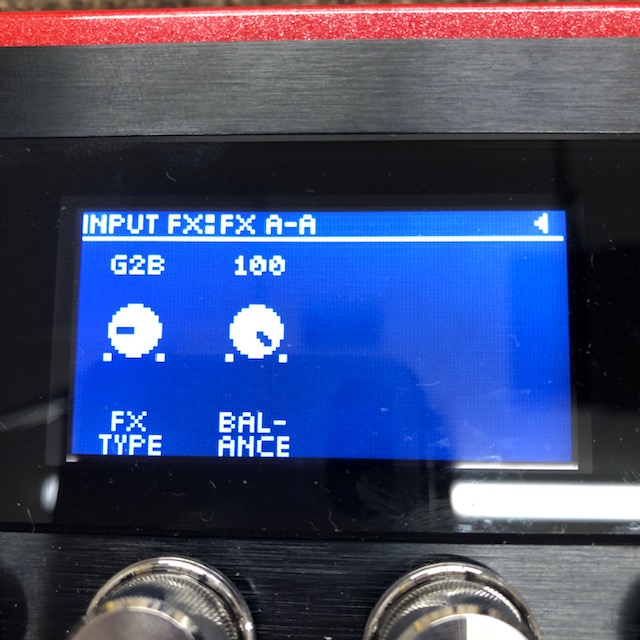 INPUT FX:FX A-A
G2B 100
FX BAL-
TYPE ANCE